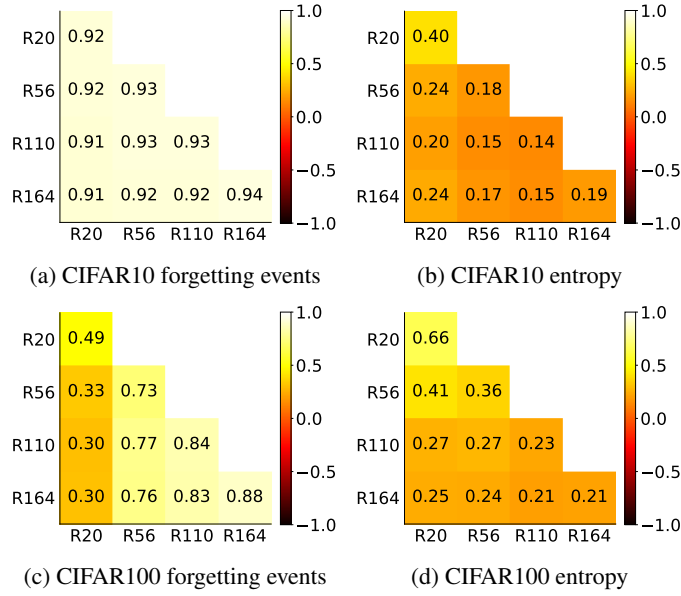 R20 0.92 1.0
R56 0.92 0.93 0.5
R110 0.91 0.93 0.93 0.0
R164 0.91 0.92 0.92 0.94 −0.5
−1.0
R20 R56 R110 R164
(a) CIFAR10 forgetting events
R20 0.40 1.0
R56 0.24 0.18 0.5
R110 0.20 0.15 0.14 0.0
R164 0.24 0.17 0.15 0.19 −0.5
−1.0
R20 R56 R110 R164
(b) CIFAR10 entropy
R20 0.49 1.0
R56 0.33 0.73 0.5
R110 0.30 0.77 0.84 0.0
R164 0.30 0.76 0.83 0.88 −0.5
−1.0
R20 R56 R110 R164
(c) CIFAR100 forgetting events
R20 0.66 1.0
R56 0.41 0.36 0.5
R110 0.27 0.27 0.23 0.0
R164 0.25 0.24 0.21 0.21 −0.5
−1.0
R20 R56 R110 R164
(d) CIFAR100 entropy